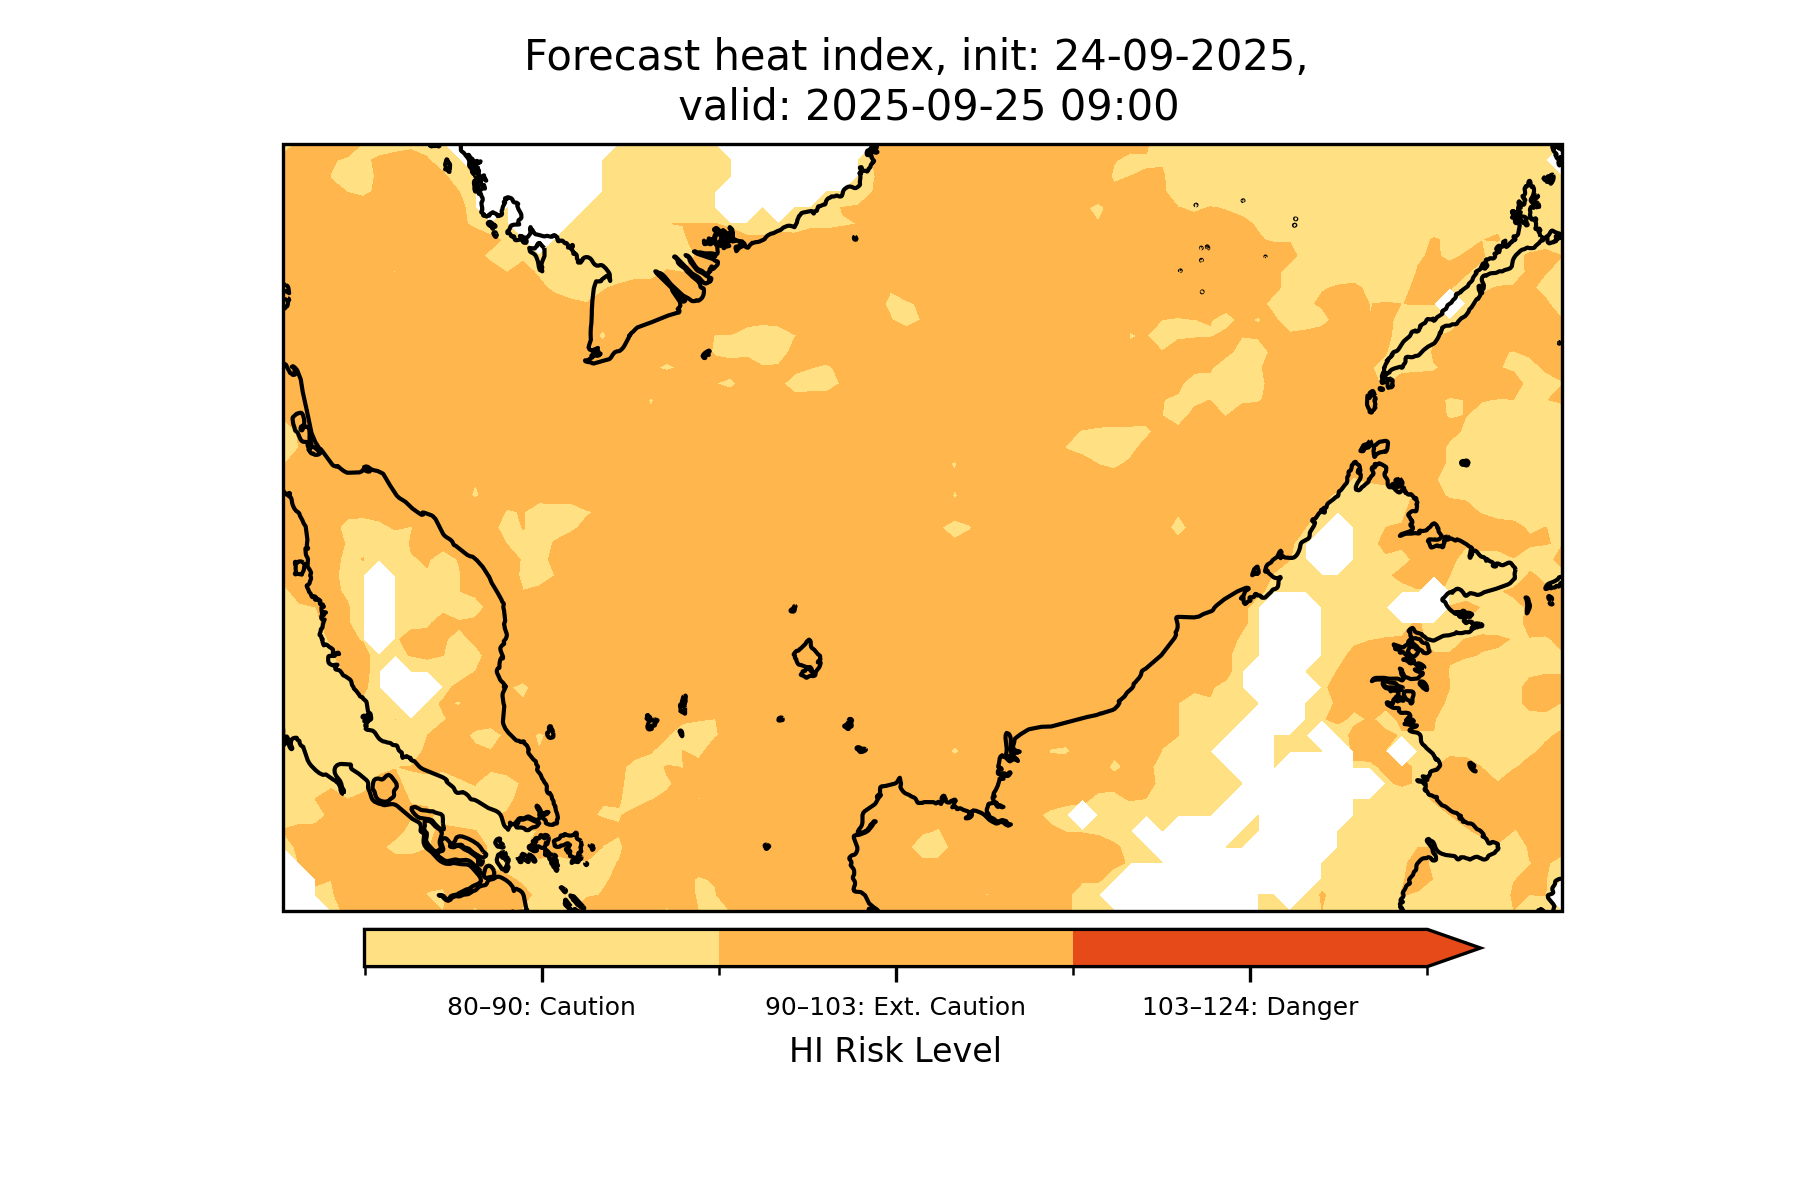 Forecast heat index, init: 24-09-2025,
valid: 2025-09-25 09:00
80–90: Caution
90–103: Ext. Caution
103–124: Danger
HI Risk Level